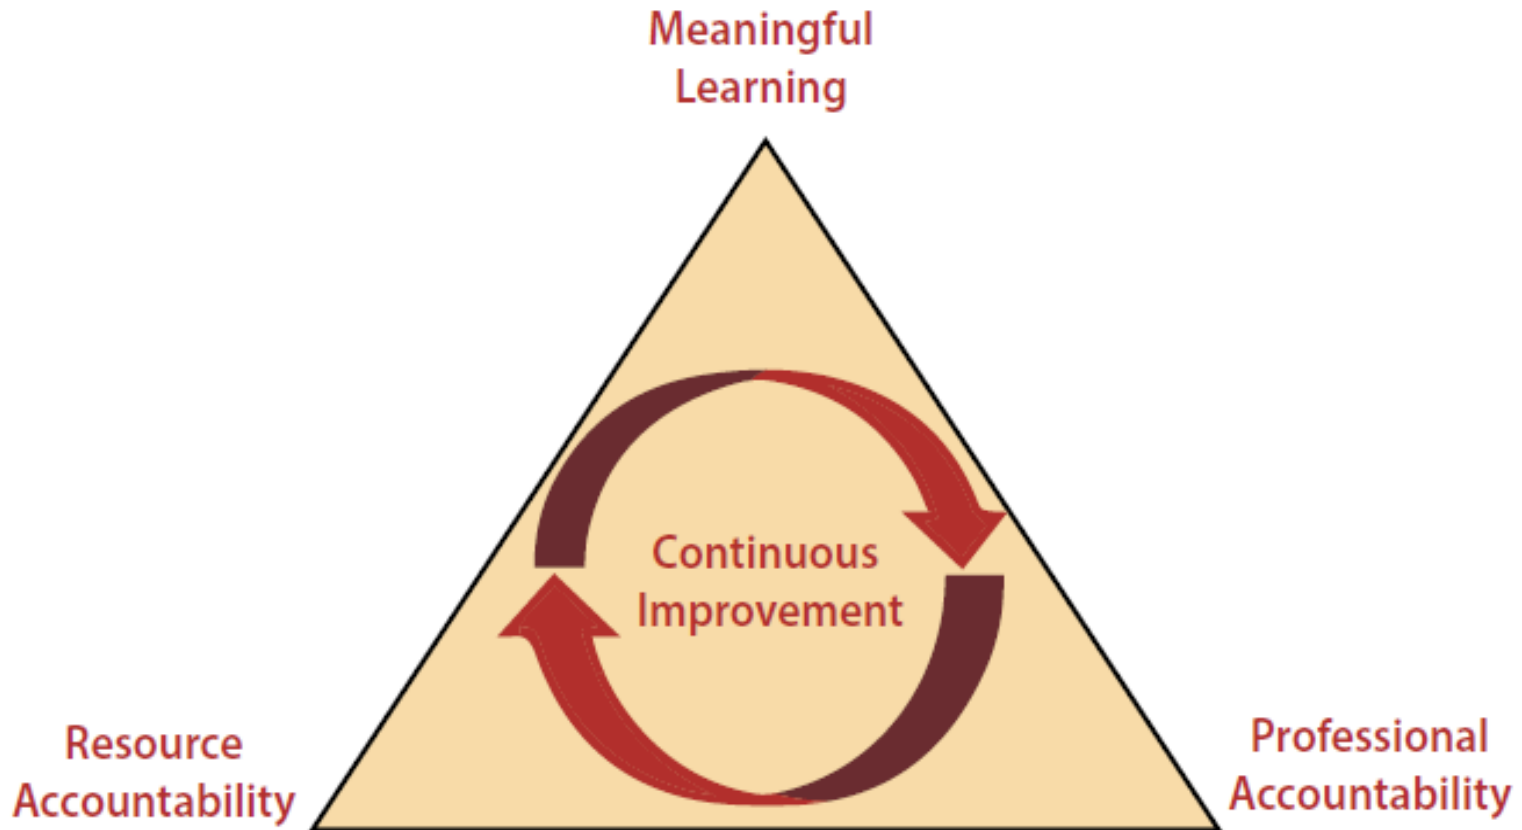 Meaningful
Learning
Continuous
Improvement
Resource
Accountability
Professional
Accountability